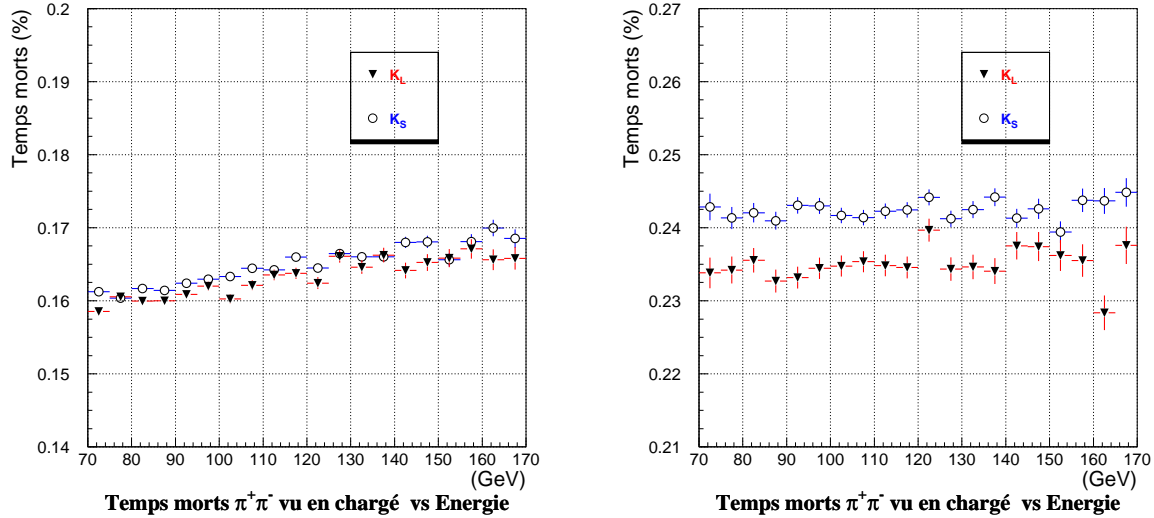 Temps morts (%)
0.2
0.19
0.18
0.17
0.16
0.15
0.14
K_L
K_S
70 80 90 100 110 120 130 140 150 160 170
(GeV)
Temps morts π⁺π⁻ vu en chargé vs Energie
Temps morts (%)
0.27
0.26
0.25
0.24
0.23
0.22
0.21
K_L
K_S
70 80 90 100 110 120 130 140 150 160 170
(GeV)
Temps morts π⁺π⁻ vu en chargé vs Energie